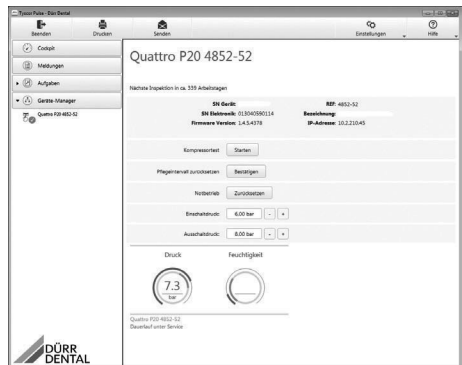 Tyscor Pulse - Dürr Dental
Beenden
Drucken
Senden
Einstellungen
Hilfe
Cockpit
Meldungen
Aufgaben
Geräte-Manager
Quattro P20 4852-52
Quattro P20 4852-52
Nächste Inspektion in ca. 339 Arbeitstagen
SN Gerät:
REF: 4852-52
SN Elektronik: 013040590114
Bezeichnung:
Firmware Version: 1.4.5.4378
IP-Adresse: 10.2.210.45
Kompressortest Starten
Pflegeintervall zurücksetzen Bestätigen
Notbetrieb Zurücksetzen
Einschaltdruck: 6.00 bar - +
Ausschaltdruck: 8.00 bar - +
Druck Feuchtigkeit
7.3
bar
Quattro P20 4852-52
Dauerlauf unter Service
DÜRR
DENTAL